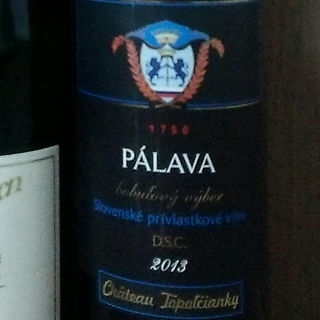 1750
PÁLAVA
bobuľový výber
Slovenské prívlastkové víno
D.S.C.
2013
Château Topoľčianky